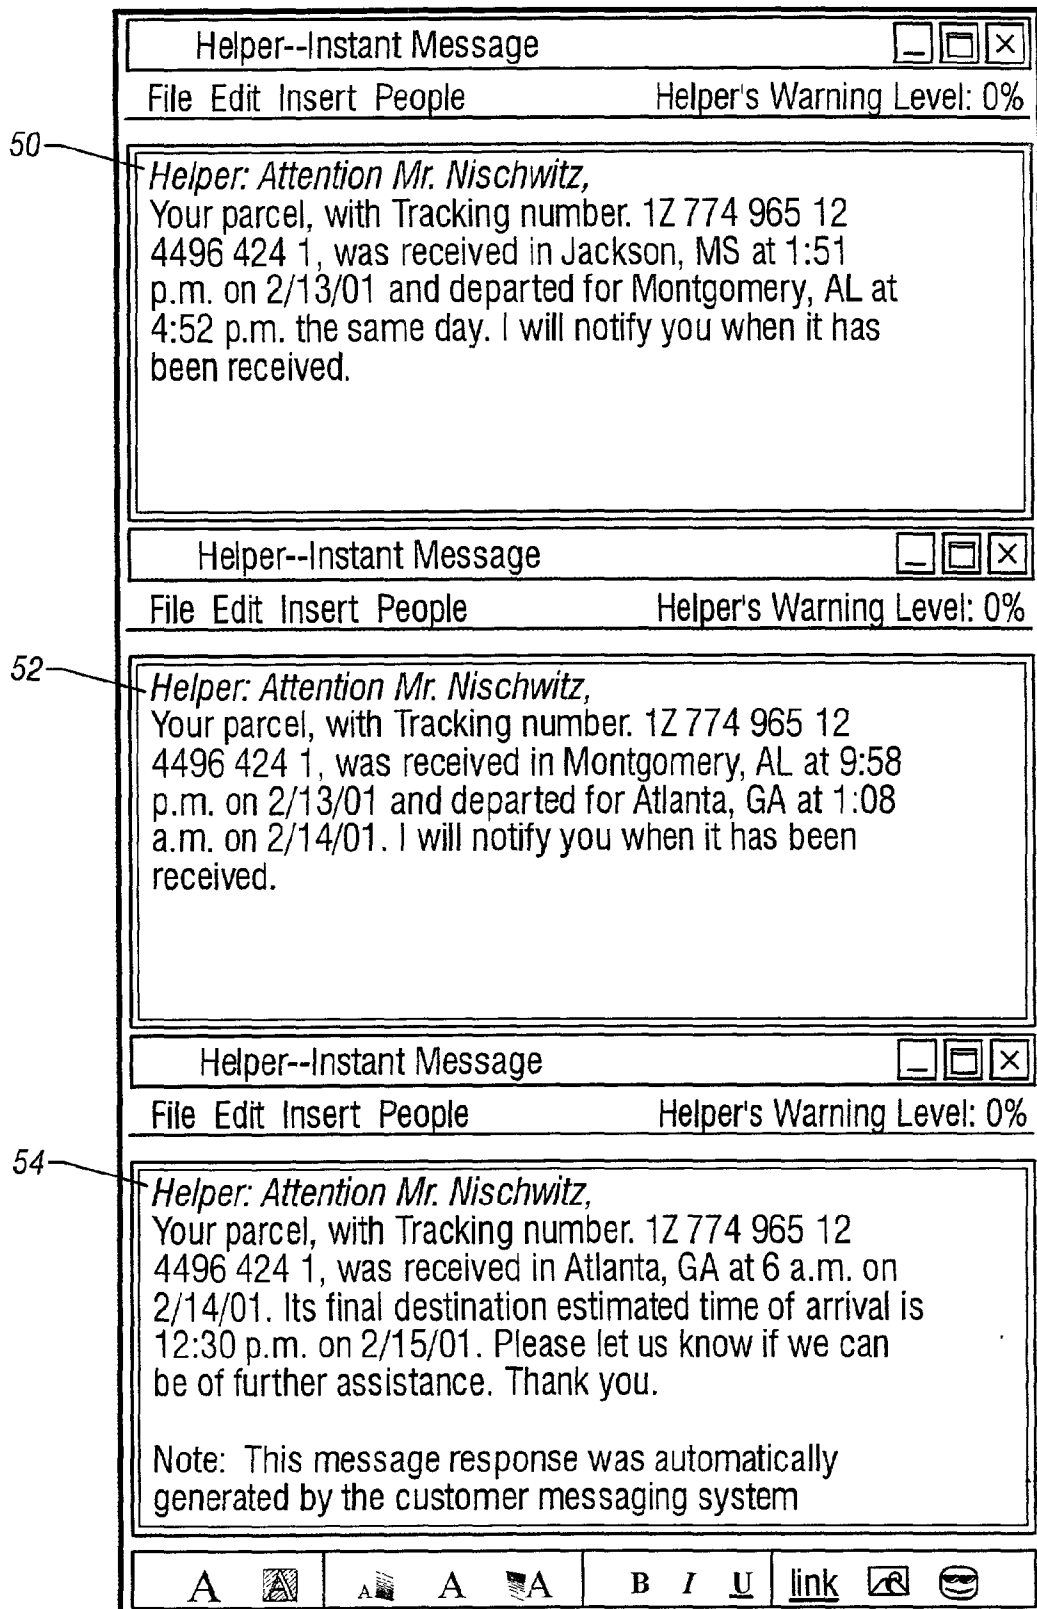 Helper--Instant Message
File Edit Insert People Helper's Warning Level: 0%
50
Helper: Attention Mr. Nischwitz,
Your parcel, with Tracking number. 1Z 774 965 12
4496 424 1, was received in Jackson, MS at 1:51
p.m. on 2/13/01 and departed for Montgomery, AL at
4:52 p.m. the same day. I will notify you when it has
been received.
Helper--Instant Message
File Edit Insert People Helper's Warning Level: 0%
52
Helper: Attention Mr. Nischwitz,
Your parcel, with Tracking number. 1Z 774 965 12
4496 424 1, was received in Montgomery, AL at 9:58
p.m. on 2/13/01 and departed for Atlanta, GA at 1:08
a.m. on 2/14/01. I will notify you when it has been
received.
Helper--Instant Message
File Edit Insert People Helper's Warning Level: 0%
54
Helper: Attention Mr. Nischwitz,
Your parcel, with Tracking number. 1Z 774 965 12
4496 424 1, was received in Atlanta, GA at 6 a.m. on
2/14/01. Its final destination estimated time of arrival is
12:30 p.m. on 2/15/01. Please let us know if we can
be of further assistance. Thank you.
Note: This message response was automatically
generated by the customer messaging system
A A A A A B I U link